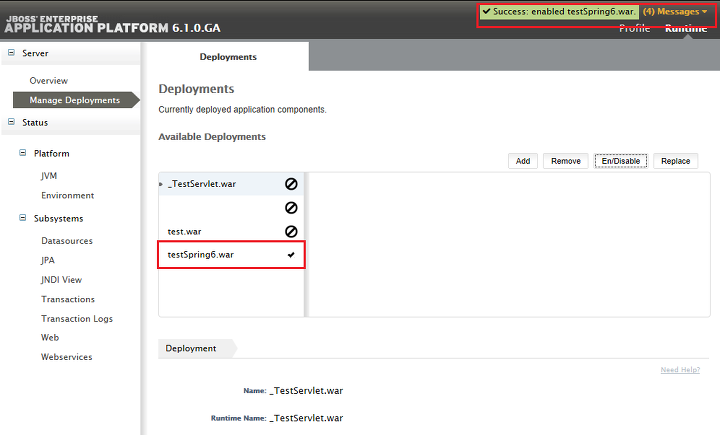 JBOSS' ENTERPRISE
APPLICATION PLATFORM 6.1.0.GA
Success: enabled testSpring6.war. (4) Messages
Profile Runtime
Server
Overview
Manage Deployments
Status
Platform
JVM
Environment
Subsystems
Datasources
JPA
JNDI View
Transactions
Transaction Logs
Web
Webservices
Deployments
Deployments
Currently deployed application components.
Available Deployments
Add Remove En/Disable Replace
_TestServlet.war
test.war
testSpring6.war
Deployment
Need Help?
Name: _TestServlet.war
Runtime Name: _TestServlet.war